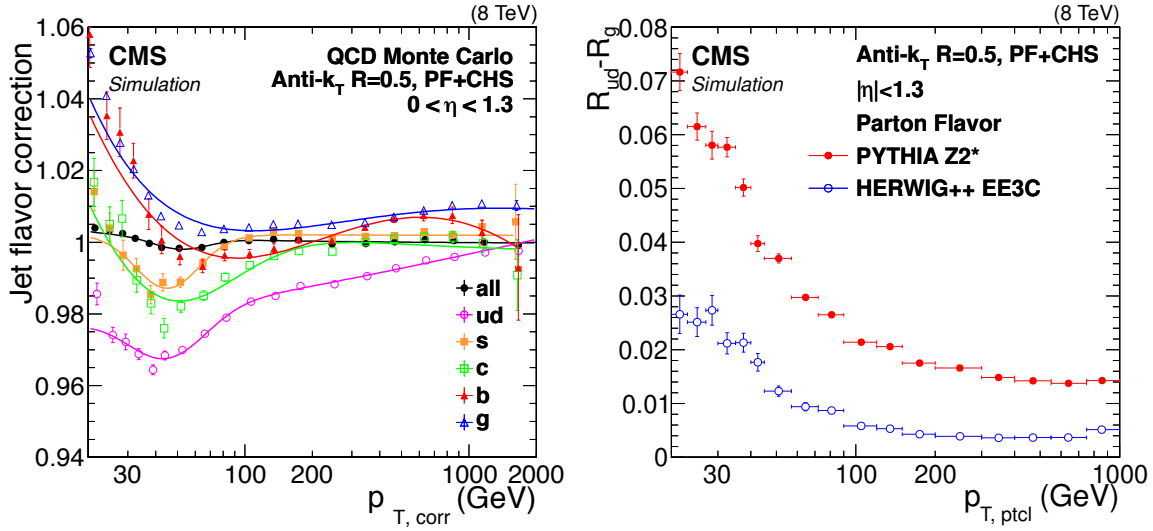 (8 TeV)
CMS
Simulation
QCD Monte Carlo
Anti-kT R=0.5, PF+CHS
0 < η < 1.3
Jet flavor correction
1.06
1.04
1.02
1
0.98
0.96
0.94
all
ud
s
c
b
g
30 100 200 1000 2000
pT, corr (GeV)
(8 TeV)
CMS
Simulation
Anti-kT R=0.5, PF+CHS
|η|<1.3
Parton Flavor
PYTHIA Z2*
HERWIG++ EE3C
Rud-Rg
0.08
0.07
0.06
0.05
0.04
0.03
0.02
0.01
0
30 100 200 1000
pT, ptcl (GeV)